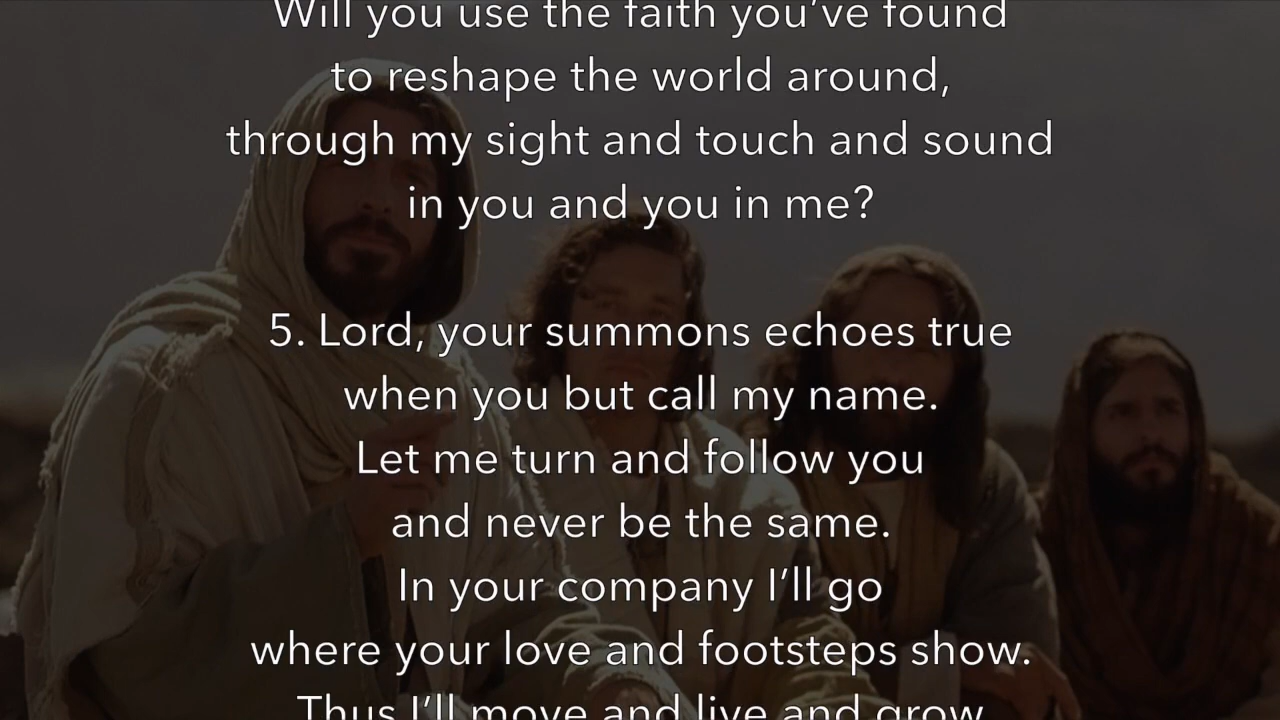 Will you use the faith you’ve found
to reshape the world around,
through my sight and touch and sound
in you and you in me?
5. Lord, your summons echoes true
when you but call my name.
Let me turn and follow you
and never be the same.
In your company I’ll go
where your love and footsteps show.
Thus I’ll move and live and grow